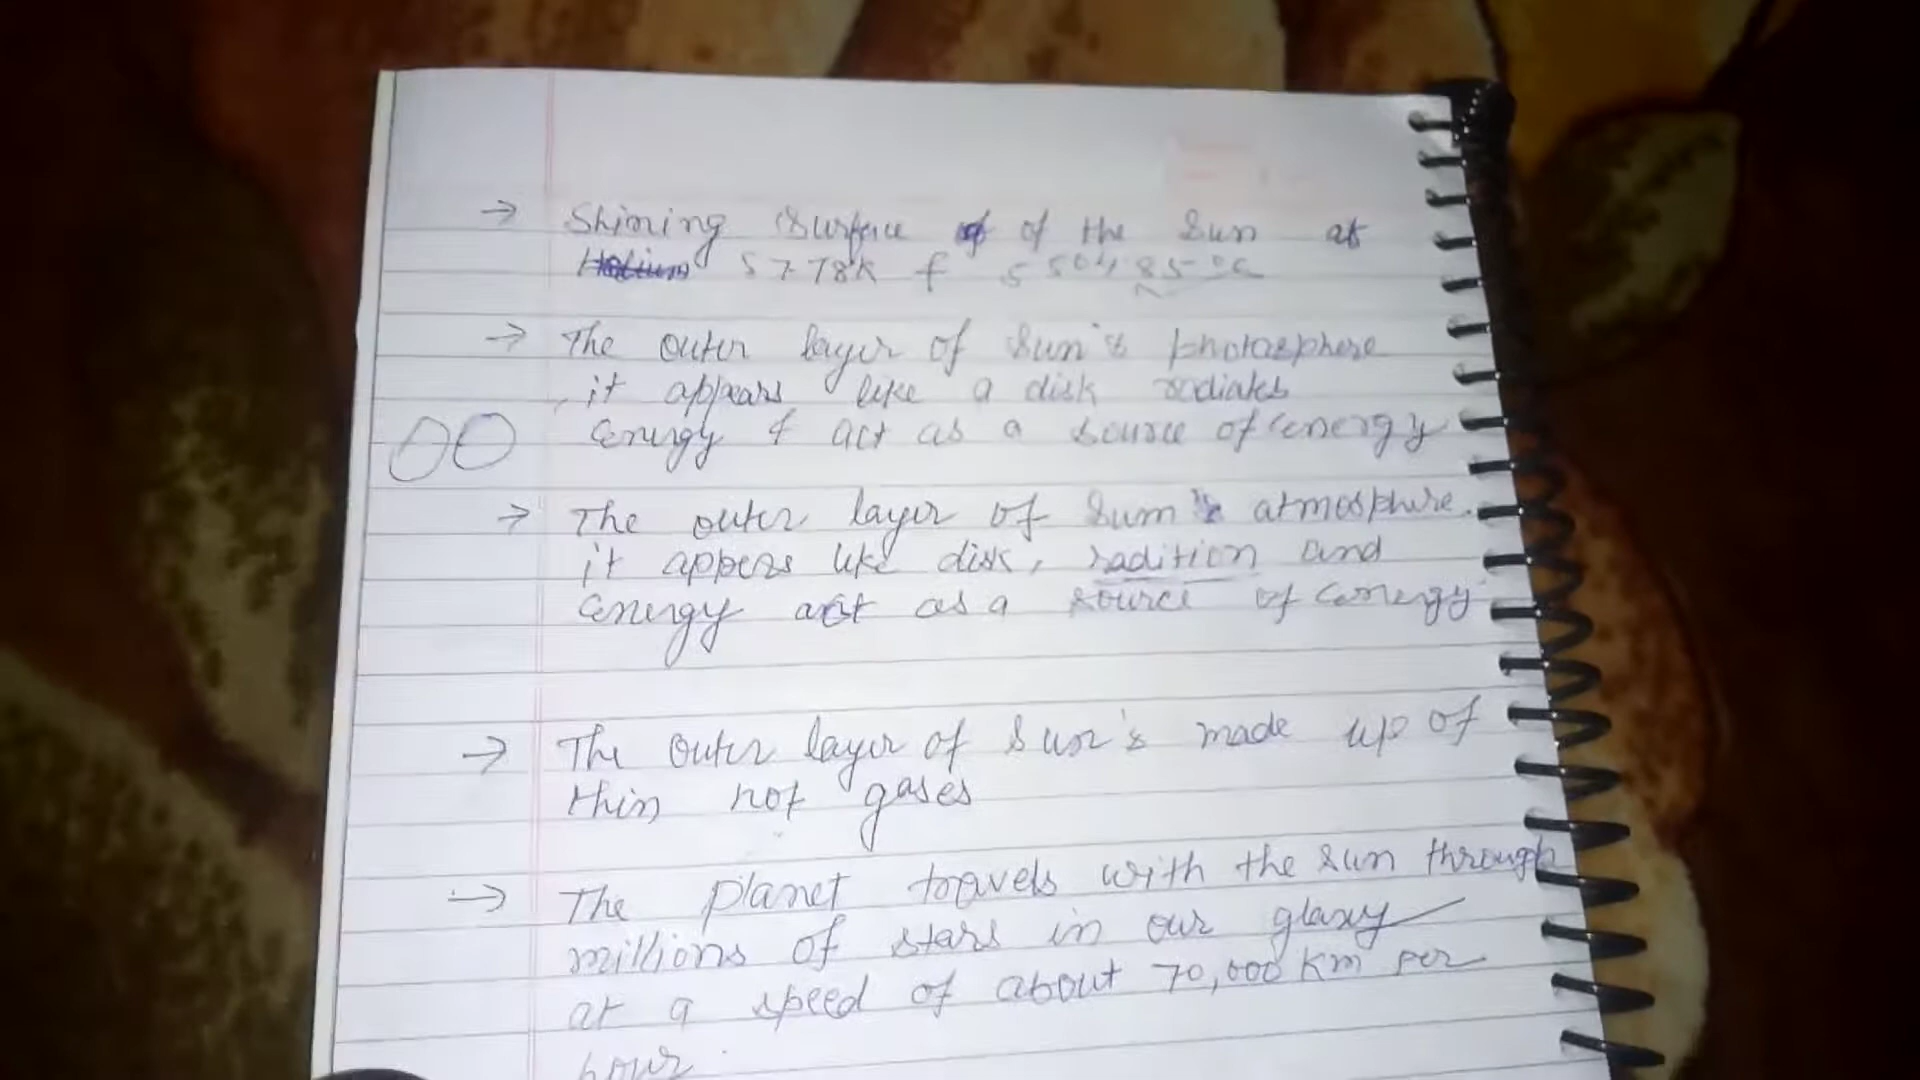 → Shining surface of of the Sun at
Helium 5778K f 5504.85°C
→ The outer layer of Sun's photosphere
it appears like a disk radiates
Energy & act as a source of energy
→ The outer layer of Sun's atmosphere.
it appers like disk, radition and
energy act as a source of energy
→ The outer layer of Sun's made up of
thin hot gases
→ The planet travels with the sun through
millions of stars in our glaxy
at a speed of about 70,000 Km per
hour.